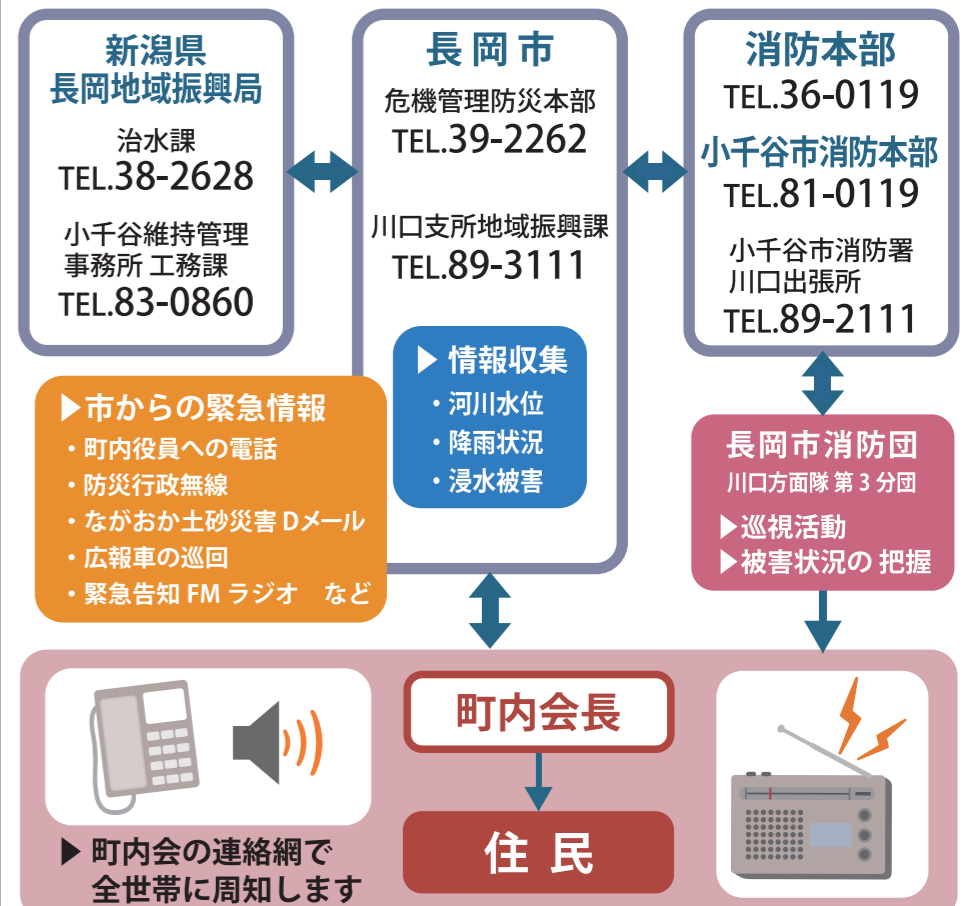 新潟県
長岡地域振興局
治水課
TEL.38-2628
小千谷維持管理
事務所 工務課
TEL.83-0860
長岡市
危機管理防災本部
TEL.39-2262
川口支所地域振興課
TEL.89-3111
▶ 情報収集
・河川水位
・降雨状況
・浸水被害
消防本部
TEL.36-0119
小千谷市消防本部
TEL.81-0119
小千谷市消防署
川口出張所
TEL.89-2111
▶市からの緊急情報
・町内役員への電話
・防災行政無線
・ながおか土砂災害Dメール
・広報車の巡回
・緊急告知FMラジオ など
長岡市消防団
川口方面隊 第3分団
▶巡視活動
▶被害状況の 把握
町内会長
住民
▶ 町内会の連絡網で
全世帯に周知します